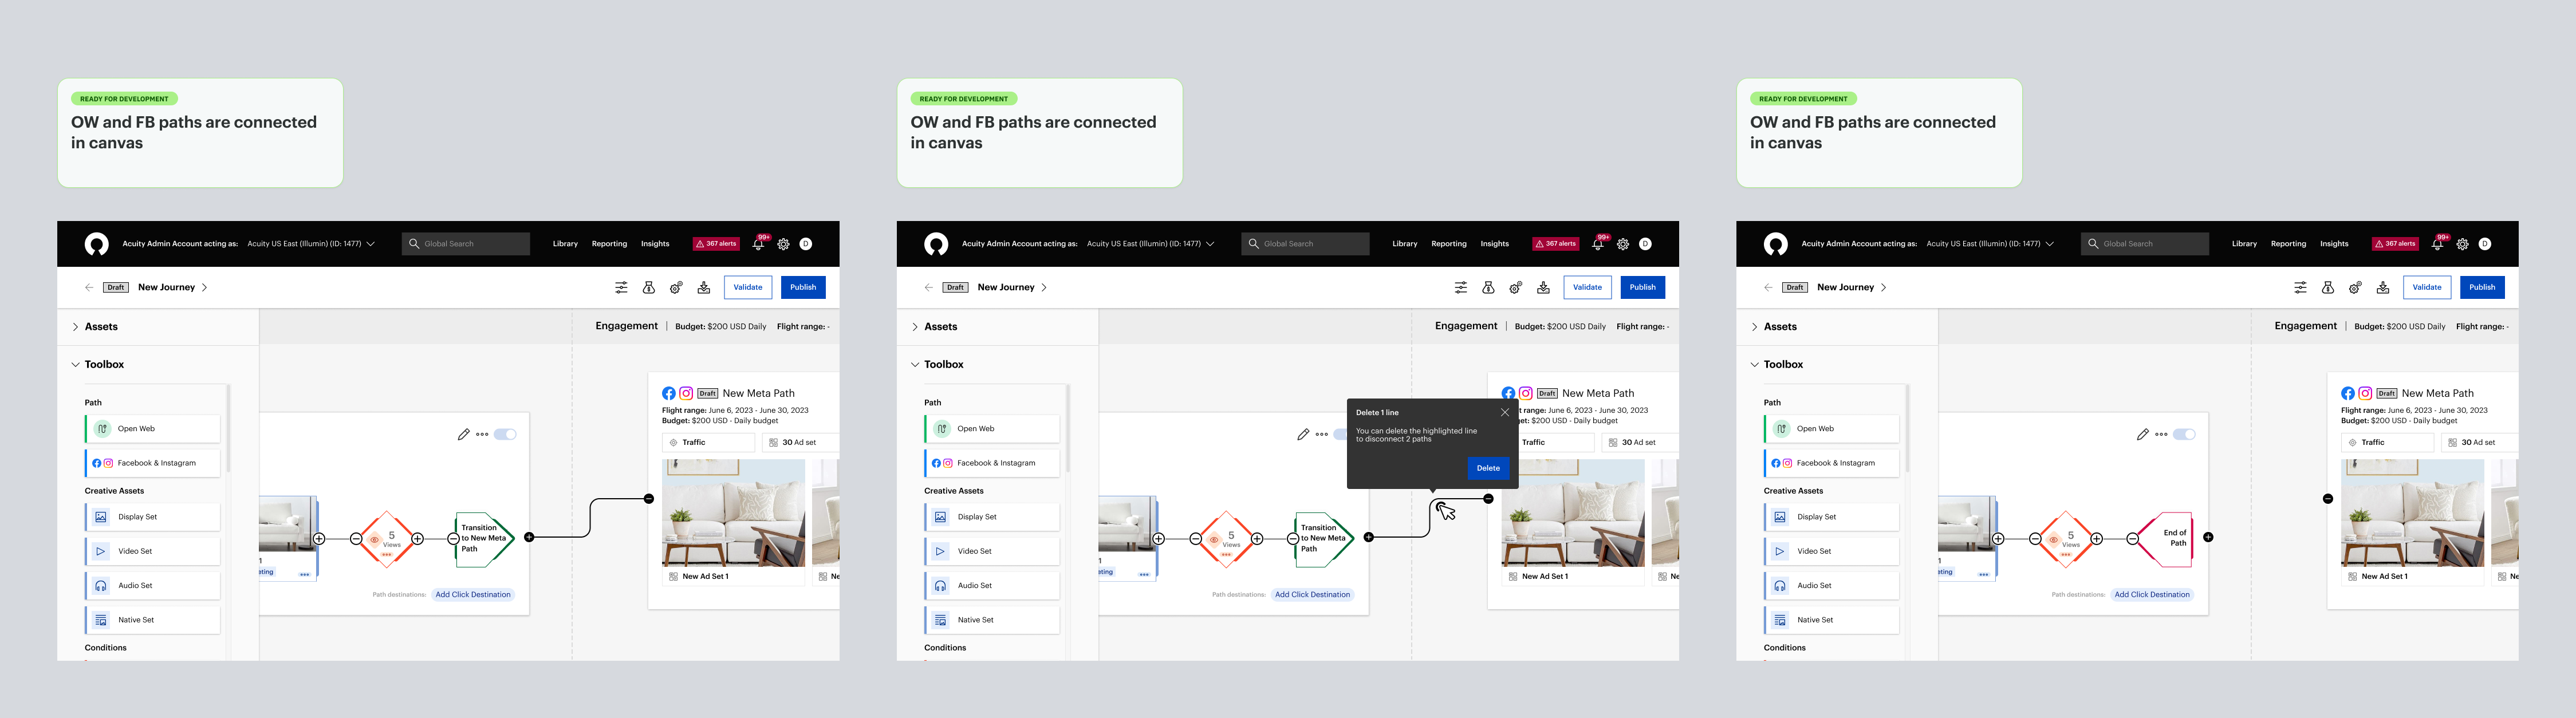 READY FOR DEVELOPMENT
OW and FB paths are connected
in canvas
Acuity Admin Account acting as: Acuity US East (Illumin) (ID: 1477)
Global Search
Library Reporting Insights
367 alerts
99+
D
Draft New Journey
Validate
Publish
Assets
Toolbox
Path
Open Web
Facebook & Instagram
Creative Assets
Display Set
Video Set
Audio Set
Native Set
Conditions
Engagement Budget: $200 USD Daily Flight range: -
1
eting
5
Views
Transition
to New Meta
Path
Path destinations: Add Click Destination
Draft New Meta Path
Flight range: June 6, 2023 - June 30, 2023
Budget: $200 USD - Daily budget
Traffic
30 Ad set
New Ad Set 1
Ne
READY FOR DEVELOPMENT
OW and FB paths are connected
in canvas
Acuity Admin Account acting as: Acuity US East (Illumin) (ID: 1477)
Global Search
Library Reporting Insights
367 alerts
99+
D
Draft New Journey
Validate
Publish
Assets
Toolbox
Path
Open Web
Facebook & Instagram
Creative Assets
Display Set
Video Set
Audio Set
Native Set
Conditions
Engagement Budget: $200 USD Daily Flight range: -
1
eting
5
Views
Transition
to New Meta
Path
Path destinations: Add Click Destination
Delete 1 line
You can delete the highlighted line
to disconnect 2 paths
Delete
Draft New Meta Path
range: June 6, 2023 - June 30, 2023
$200 USD - Daily budget
Traffic
30 Ad set
New Ad Set 1
Ne
READY FOR DEVELOPMENT
OW and FB paths are connected
in canvas
Acuity Admin Account acting as: Acuity US East (Illumin) (ID: 1477)
Global Search
Library Reporting Insights
367 alerts
99+
D
Draft New Journey
Validate
Publish
Assets
Toolbox
Path
Open Web
Facebook & Instagram
Creative Assets
Display Set
Video Set
Audio Set
Native Set
Conditions
Engagement Budget: $200 USD Daily Flight range: -
1
eting
5
Views
End of
Path
Path destinations: Add Click Destination
Draft New Meta Path
Flight range: June 6, 2023 - June 30, 2023
Budget: $200 USD - Daily budget
Traffic
30 Ad set
New Ad Set 1
Ne